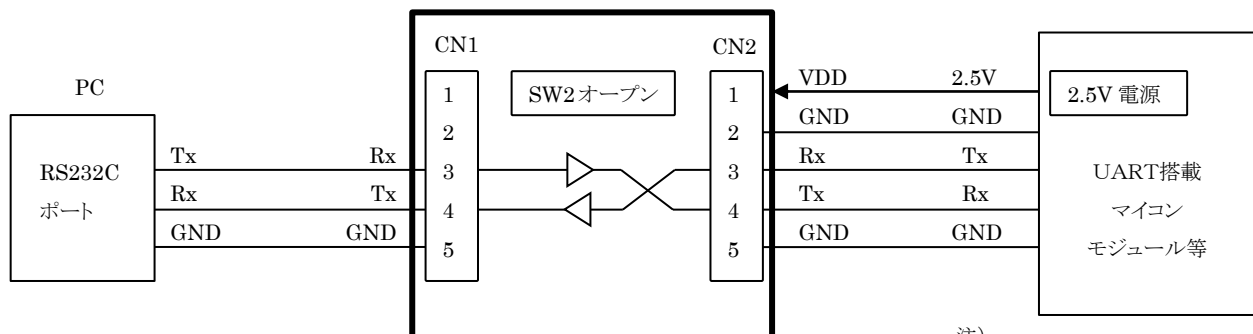 PC
RS232C
ポート
Tx Rx
Rx Tx
GND GND
CN1
1
2
3
4
5
SW2オープン
CN2
1
2
3
4
5
VDD 2.5V
GND GND
Rx Tx
Tx Rx
GND GND
2.5V 電源
UART搭載
マイコン
モジュール等
注)